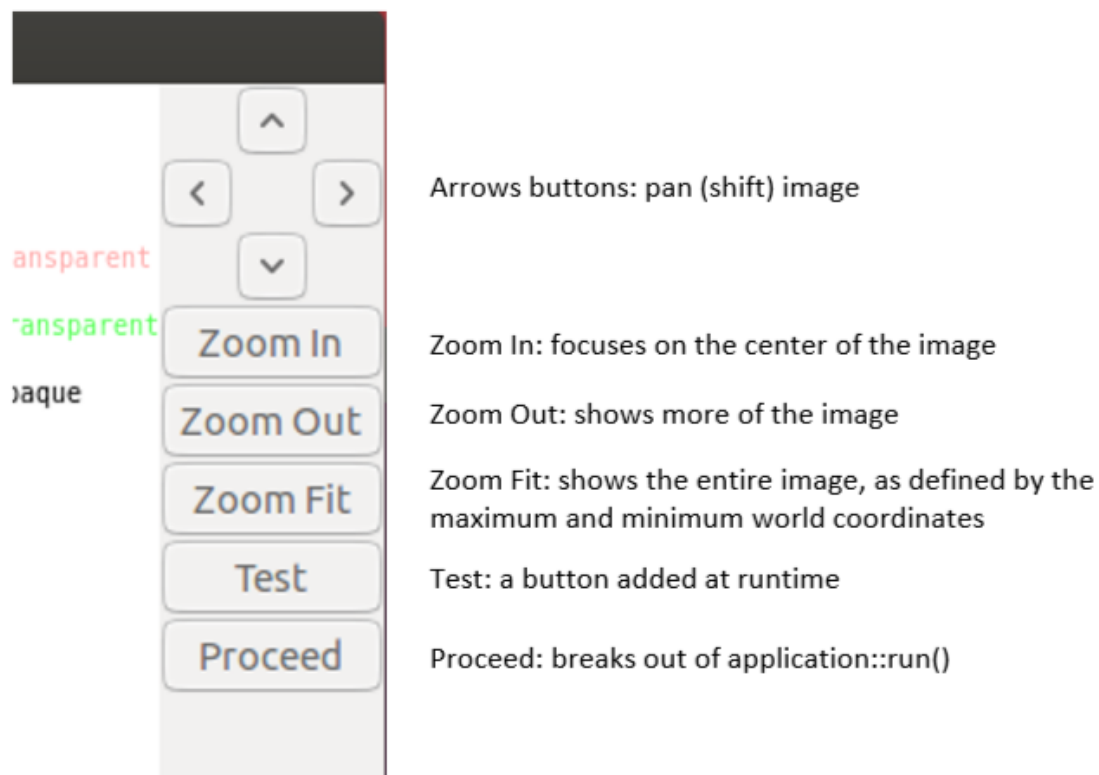 Arrows buttons: pan (shift) image
ansparent
ransparent
Zoom In
Zoom In: focuses on the center of the image
paque
Zoom Out
Zoom Out: shows more of the image
Zoom Fit
Zoom Fit: shows the entire image, as defined by the
maximum and minimum world coordinates
Test
Test: a button added at runtime
Proceed
Proceed: breaks out of application::run()